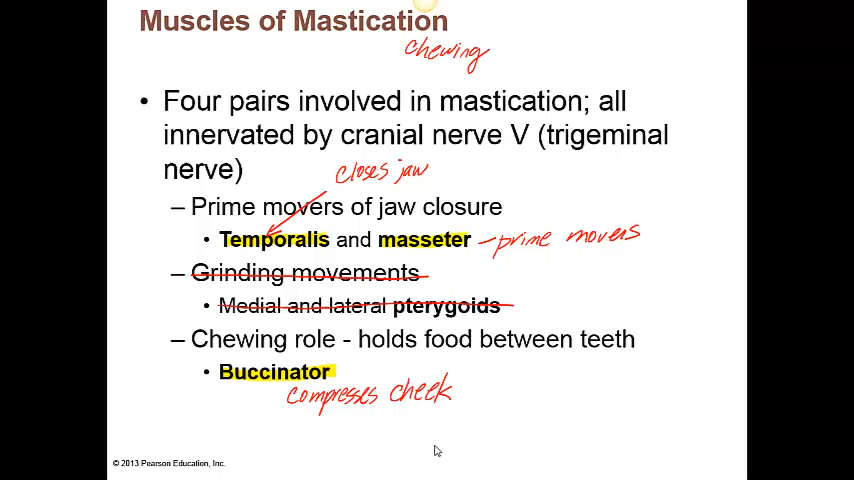 Muscles of Mastication
chewing
• Four pairs involved in mastication; all
innervated by cranial nerve V (trigeminal
nerve)
closes jaw
– Prime movers of jaw closure
• Temporalis and masseter – prime movers
– Grinding movements
• Medial and lateral pterygoids
– Chewing role - holds food between teeth
• Buccinator
compresses cheek
© 2013 Pearson Education, Inc.